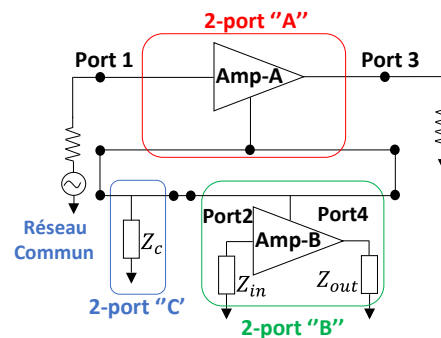 2-port ‘‘A’’
Port 1
Amp-A
Port 3
Réseau
Commun
Z_c
Port2
Port4
Amp-B
Z_in
Z_out
2-port ‘‘C’
2-port ‘‘B’’